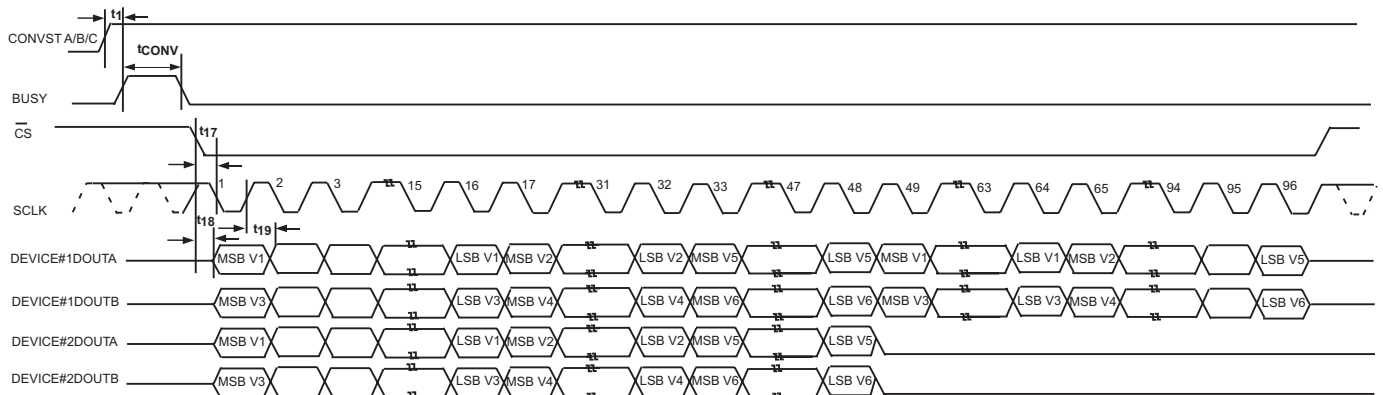 t1
CONVST A/B/C
tCONV
BUSY
CS
t17
1 2 3 15 16 17 31 32 33 47 48 49 63 64 65 94 95 96
SCLK
t18
t19
DEVICE#1DOUTA MSB V1 LSB V1 MSB V2 LSB V2 MSB V5 LSB V5 MSB V1 LSB V1 MSB V2 LSB V5
DEVICE#1DOUTB MSB V3 LSB V3 MSB V4 LSB V4 MSB V6 LSB V6 MSB V3 LSB V3 MSB V4 LSB V6
DEVICE#2DOUTA MSB V1 LSB V1 MSB V2 LSB V2 MSB V5 LSB V5
DEVICE#2DOUTB MSB V3 LSB V3 MSB V4 LSB V4 MSB V6 LSB V6